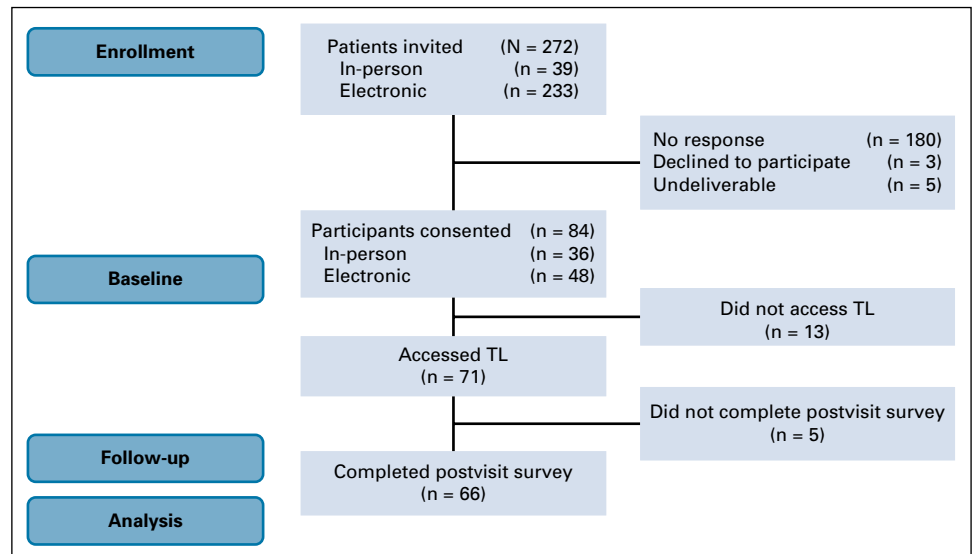 Enrollment
Patients invited (N = 272)
In-person (n = 39)
Electronic (n = 233)
No response (n = 180)
Declined to participate (n = 3)
Undeliverable (n = 5)
Participants consented (n = 84)
In-person (n = 36)
Electronic (n = 48)
Baseline
Did not access TL
(n = 13)
Accessed TL
(n = 71)
Did not complete postvisit survey
(n = 5)
Follow-up
Completed postvisit survey
(n = 66)
Analysis